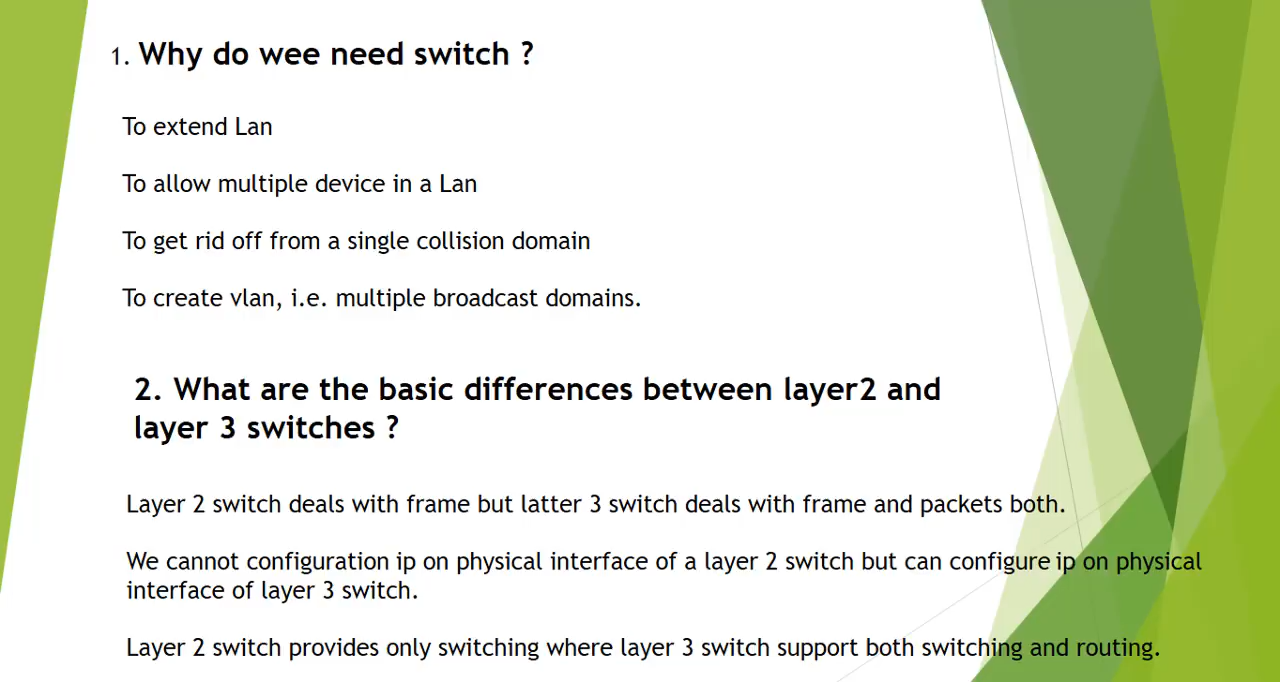 1. Why do wee need switch ?
To extend Lan
To allow multiple device in a Lan
To get rid off from a single collision domain
To create vlan, i.e. multiple broadcast domains.
2. What are the basic differences between layer2 and
layer 3 switches ?
Layer 2 switch deals with frame but latter 3 switch deals with frame and packets both.
We cannot configuration ip on physical interface of a layer 2 switch but can configure ip on physical
interface of layer 3 switch.
Layer 2 switch provides only switching where layer 3 switch support both switching and routing.